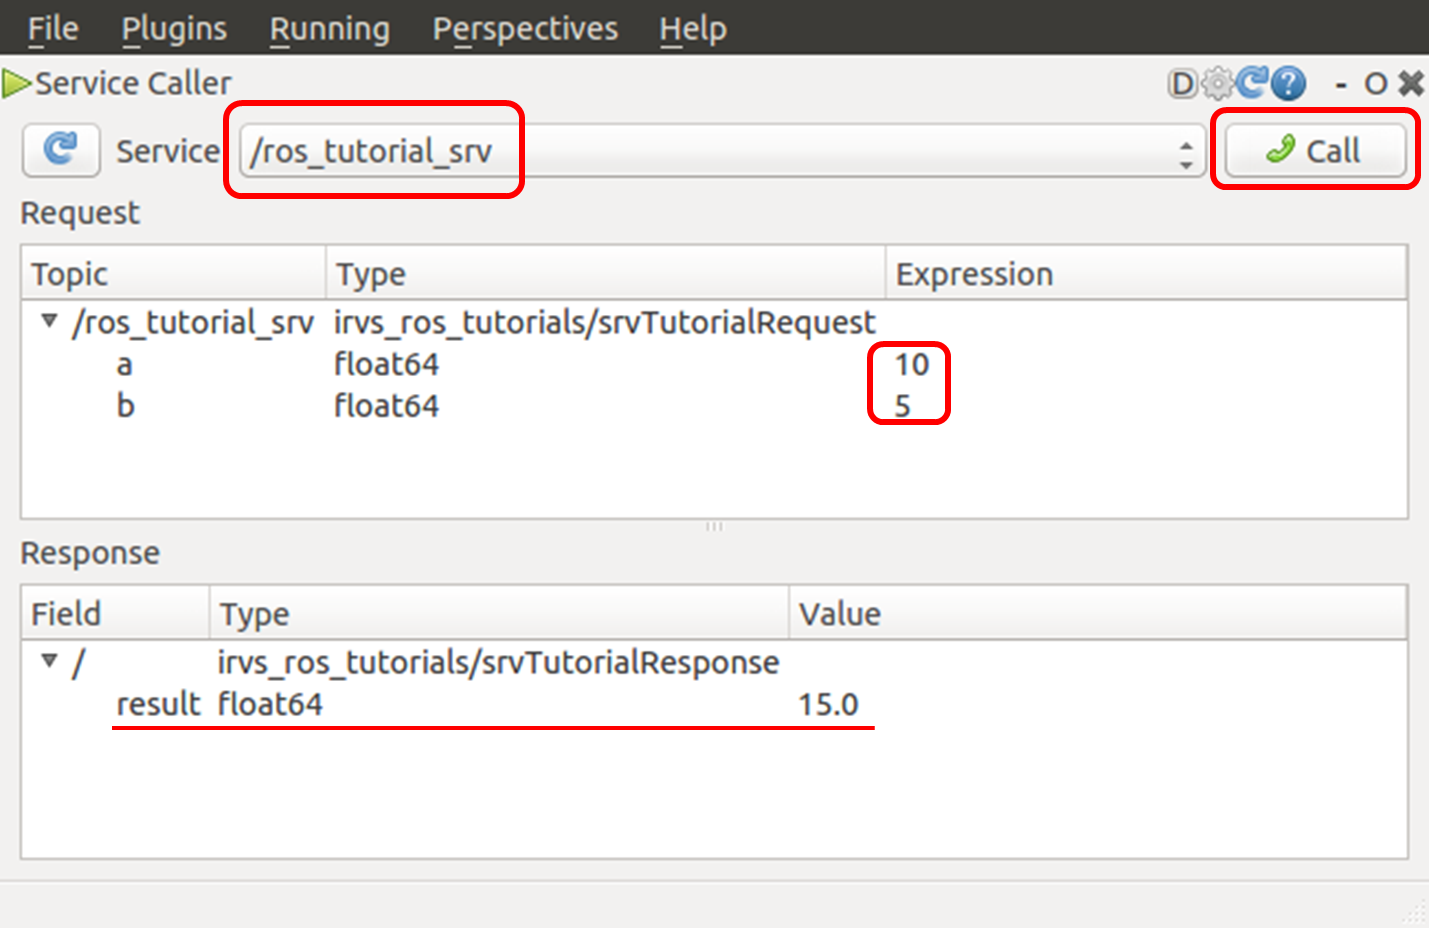 File Plugins Running Perspectives Help
Service Caller D ? - O
Service /ros_tutorial_srv Call
Request
Topic Type Expression
/ros_tutorial_srv irvs_ros_tutorials/srvTutorialRequest
a float64 10
b float64 5
Response
Field Type Value
/ irvs_ros_tutorials/srvTutorialResponse
result float64 15.0